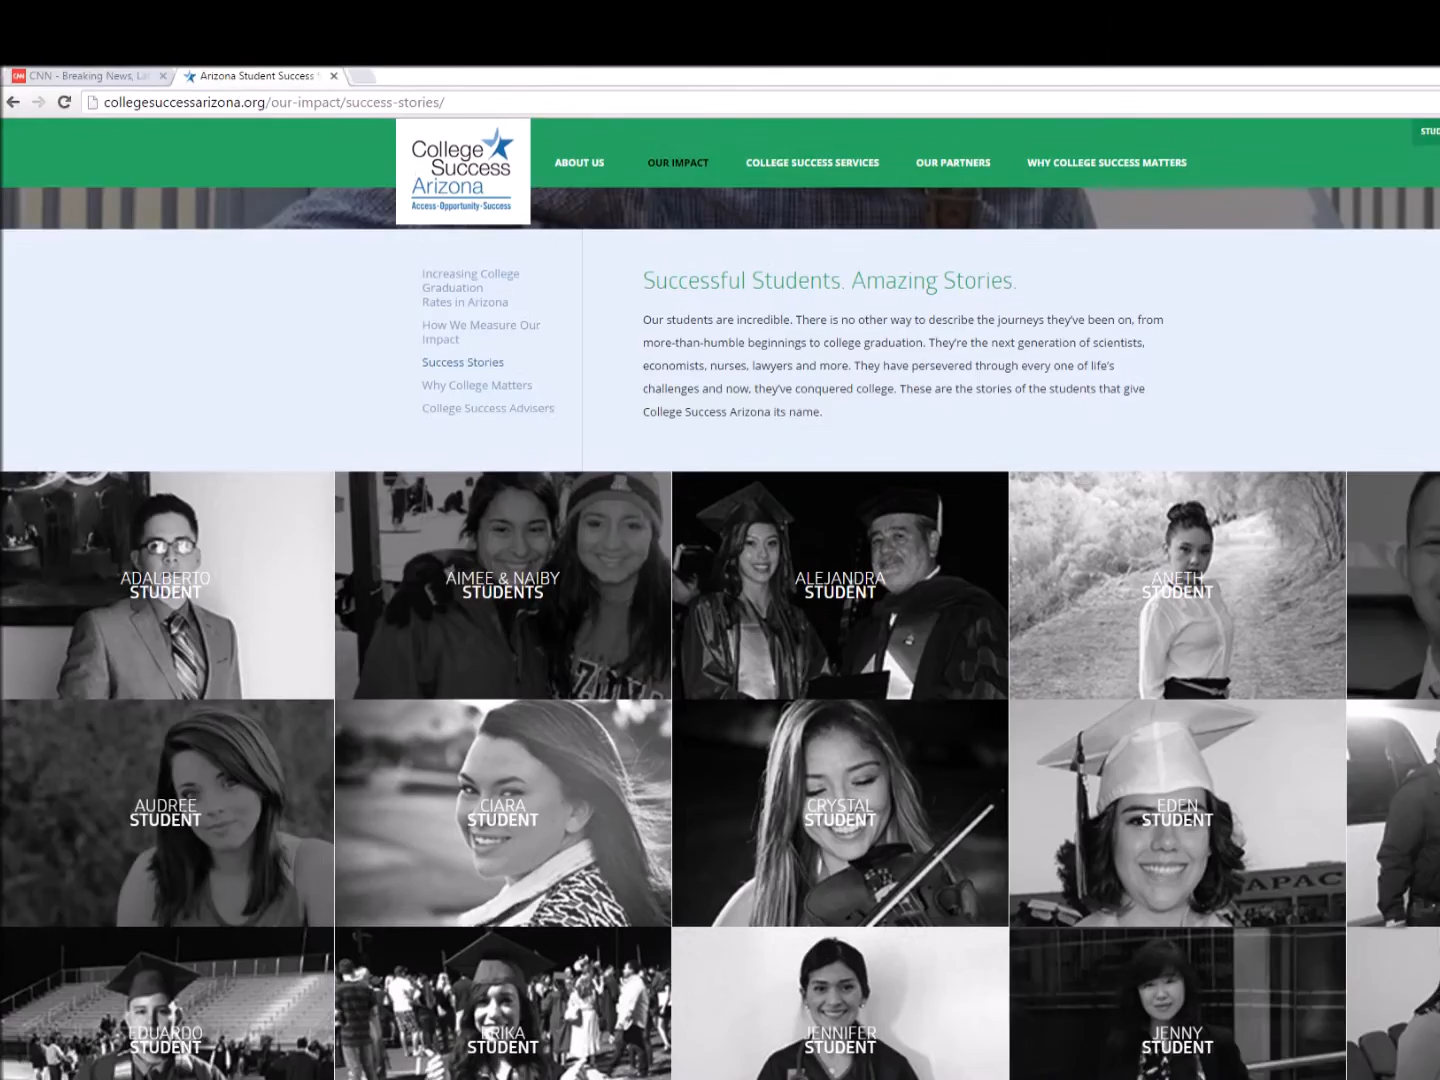 CNN - Breaking News, La
Arizona Student Success
collegesuccessarizona.org/our-impact/success-stories/
College
Success
Arizona
Access·Opportunity·Success
ABOUT US
OUR IMPACT
COLLEGE SUCCESS SERVICES
OUR PARTNERS
WHY COLLEGE SUCCESS MATTERS
STUD
Increasing College
Graduation
Rates in Arizona
How We Measure Our
Impact
Success Stories
Why College Matters
College Success Advisers
Successful Students. Amazing Stories.
Our students are incredible. There is no other way to describe the journeys they've been on, from
more-than-humble beginnings to college graduation. They're the next generation of scientists,
economists, nurses, lawyers and more. They have persevered through every one of life's
challenges and now, they've conquered college. These are the stories of the students that give
College Success Arizona its name.
ADALBERTO
STUDENT
AIMEE & NAIBY
STUDENTS
ALEJANDRA
STUDENT
ANETH
STUDENT
AUDREE
STUDENT
CIARA
STUDENT
CRYSTAL
STUDENT
EDEN
STUDENT
APAC
EDUARDO
STUDENT
ERIKA
STUDENT
JENNIFER
STUDENT
JENNY
STUDENT